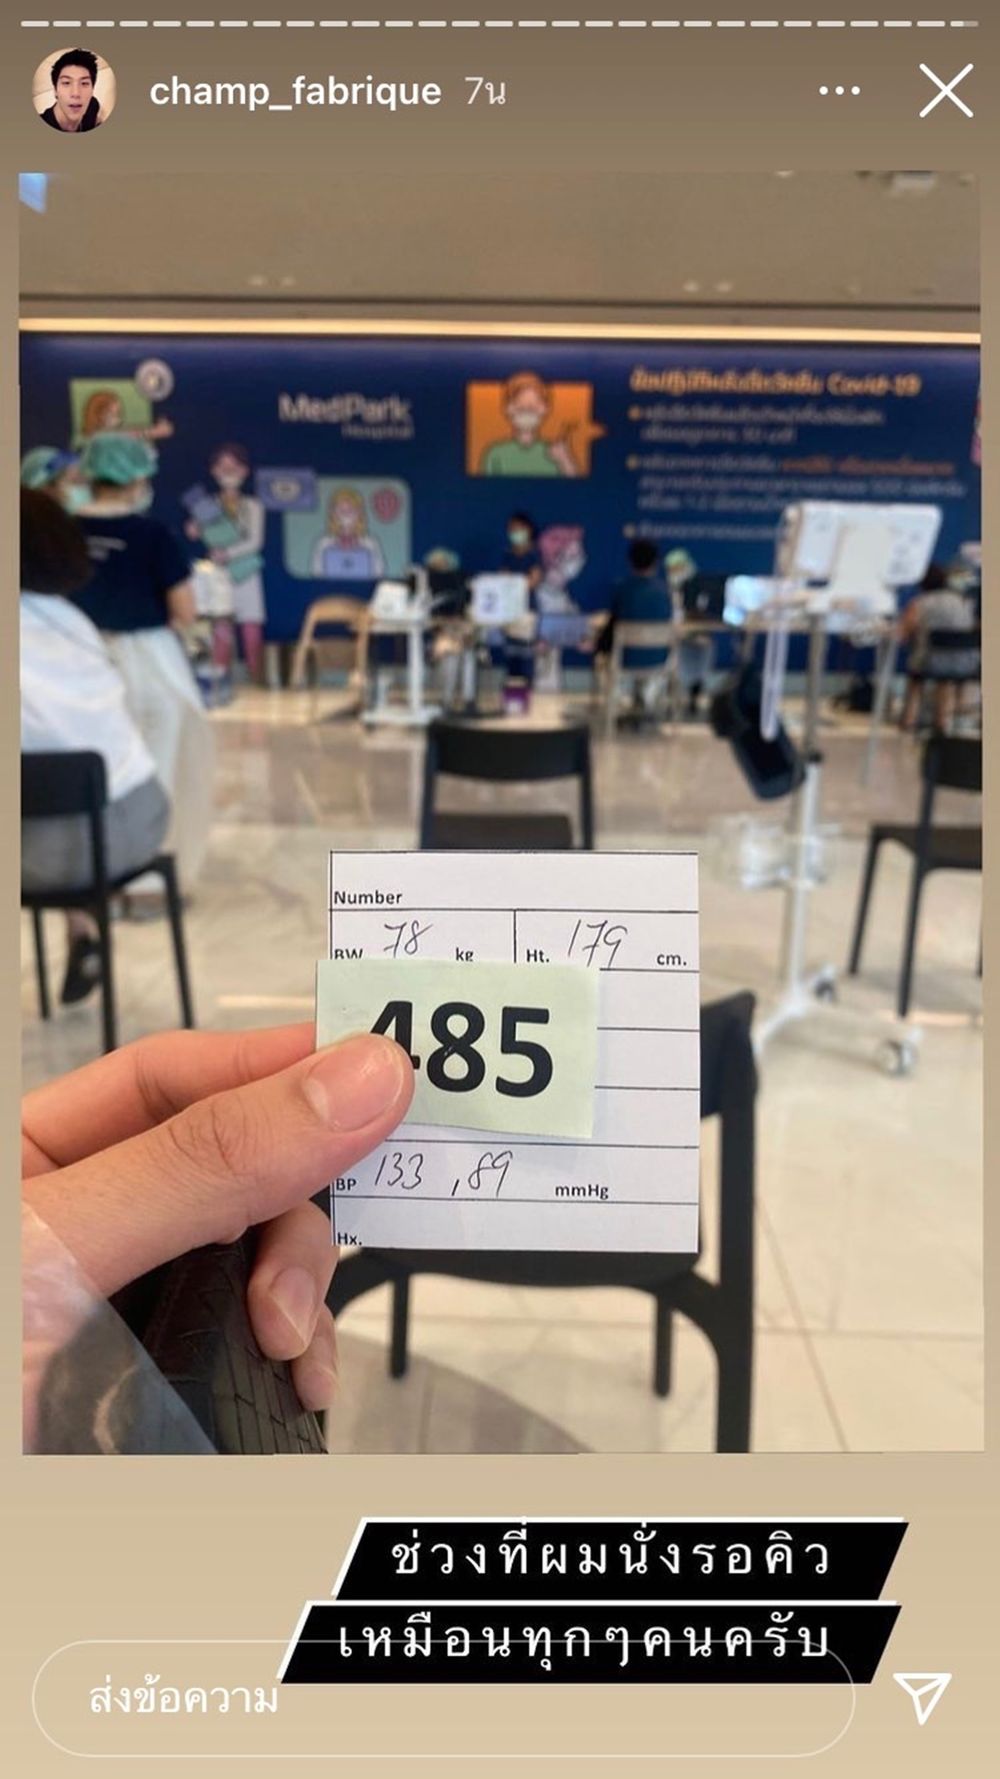 champ_fabrique 7น
MedPark
Hospital
Covid-19
Number
BW 78 kg Ht. 179 cm.
485
BP 133 , 89 mmHg
Hx.
ช่วงที่ผมนั่งรอคิว
เหมือนทุกๆคนครับ
ส่งข้อความ